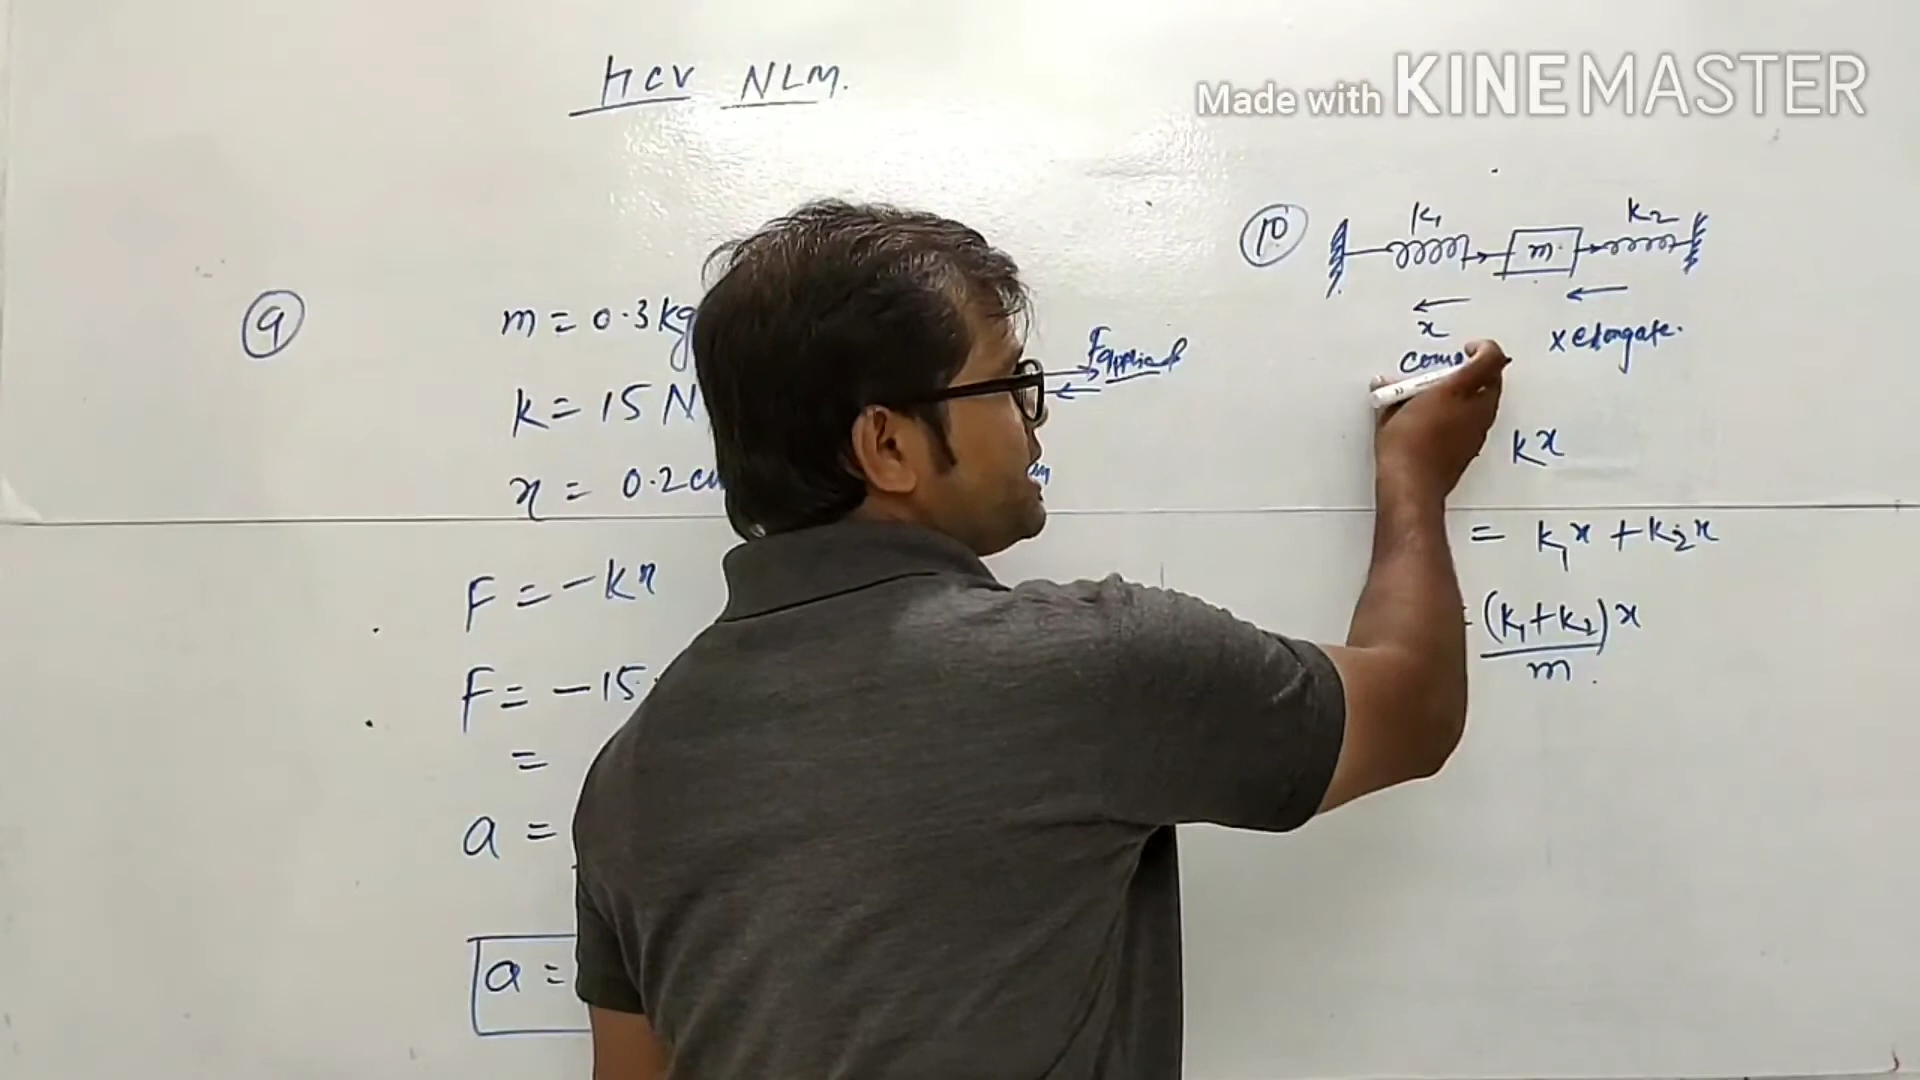 HCV NLM.
Made with KINEMASTER
9
m = 0.3 kg
k = 15 N
x = 0.2 cm
F = - kx
F = - 15.
=
a =
a =
F applied
m
10
k₁ k₂
m
x
x elongate.
kx
= k₁x + k₂x
(k₁+k₂)x
m